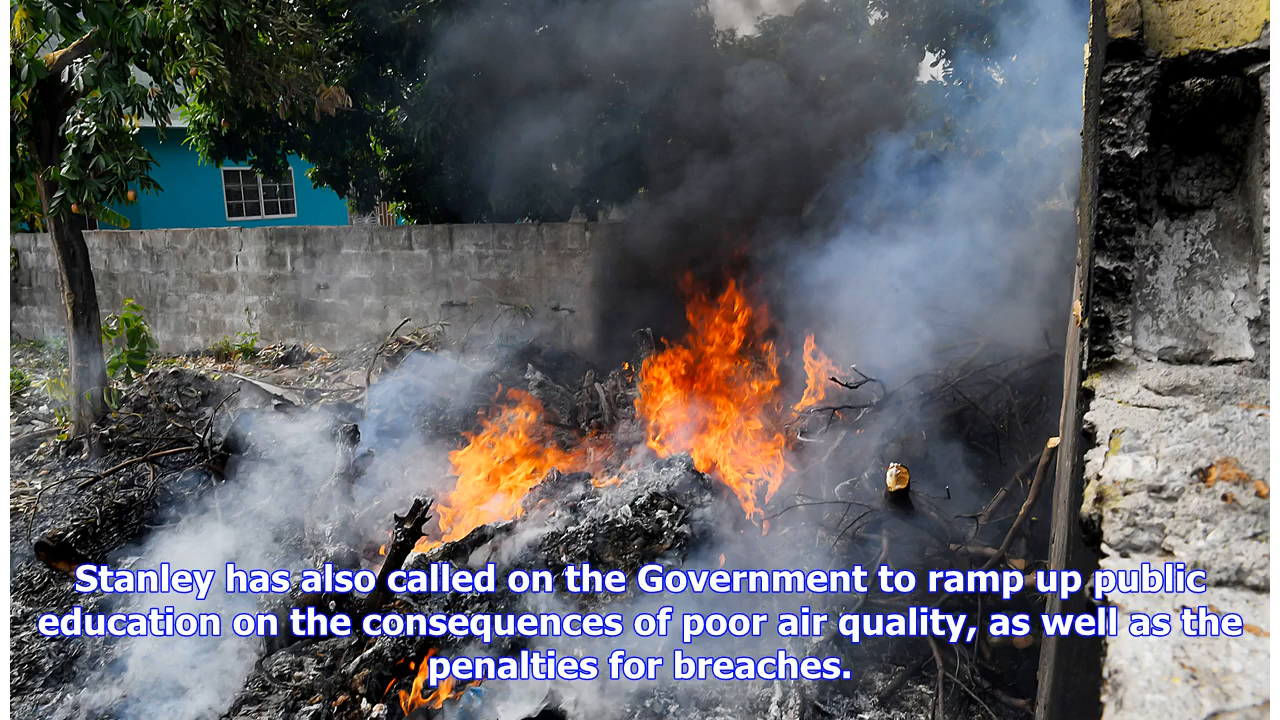 Stanley has also called on the Government to ramp up public
education on the consequences of poor air quality, as well as the
penalties for breaches.